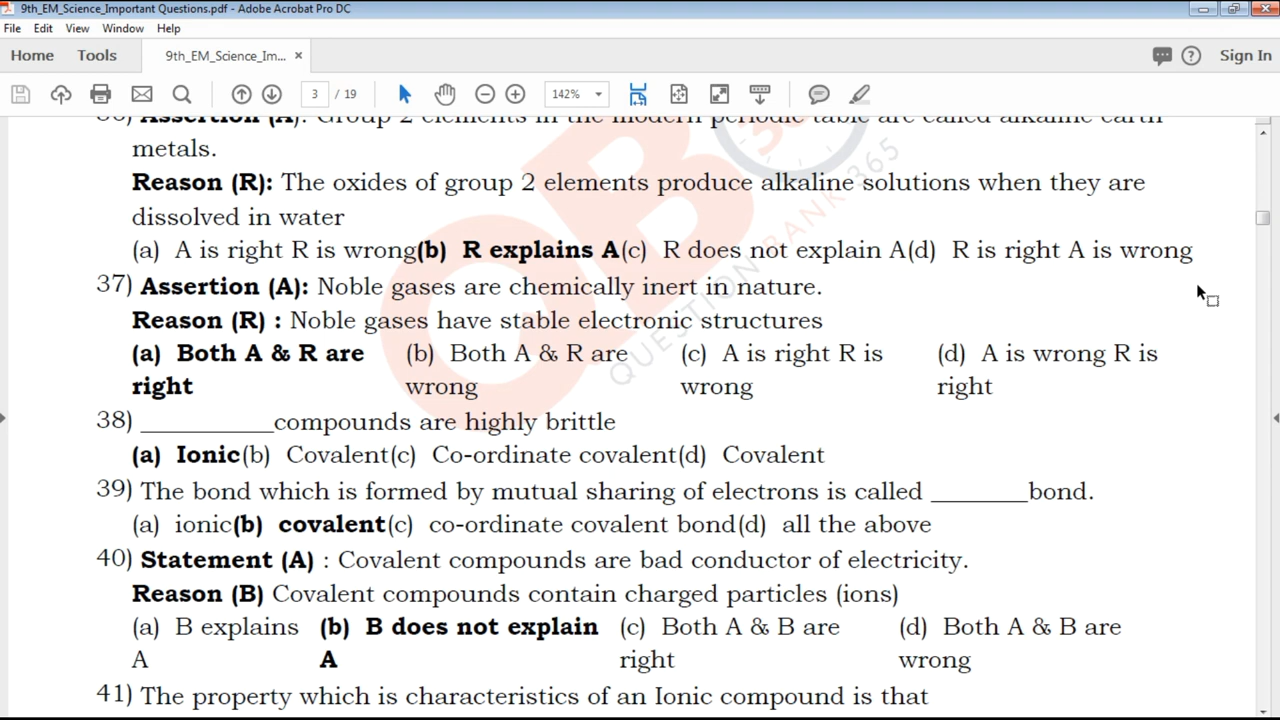 9th_EM_Science_Important Questions.pdf - Adobe Acrobat Pro DC
File Edit View Window Help
Home Tools 9th_EM_Science_Im... × Sign In
3 / 19 142%
36) Assertion (A): Group 2 elements in the modern periodic table are called alkaline earth
metals.
Reason (R): The oxides of group 2 elements produce alkaline solutions when they are
dissolved in water
(a) A is right R is wrong(b) R explains A(c) R does not explain A(d) R is right A is wrong
37) Assertion (A): Noble gases are chemically inert in nature.
Reason (R) : Noble gases have stable electronic structures
(a) Both A & R are (b) Both A & R are (c) A is right R is (d) A is wrong R is
right wrong wrong right
38) __________compounds are highly brittle
(a) Ionic(b) Covalent(c) Co-ordinate covalent(d) Covalent
39) The bond which is formed by mutual sharing of electrons is called _______bond.
(a) ionic(b) covalent(c) co-ordinate covalent bond(d) all the above
40) Statement (A) : Covalent compounds are bad conductor of electricity.
Reason (B) Covalent compounds contain charged particles (ions)
(a) B explains (b) B does not explain (c) Both A & B are (d) Both A & B are
A A right wrong
41) The property which is characteristics of an Ionic compound is that
QUESTION BANK 365